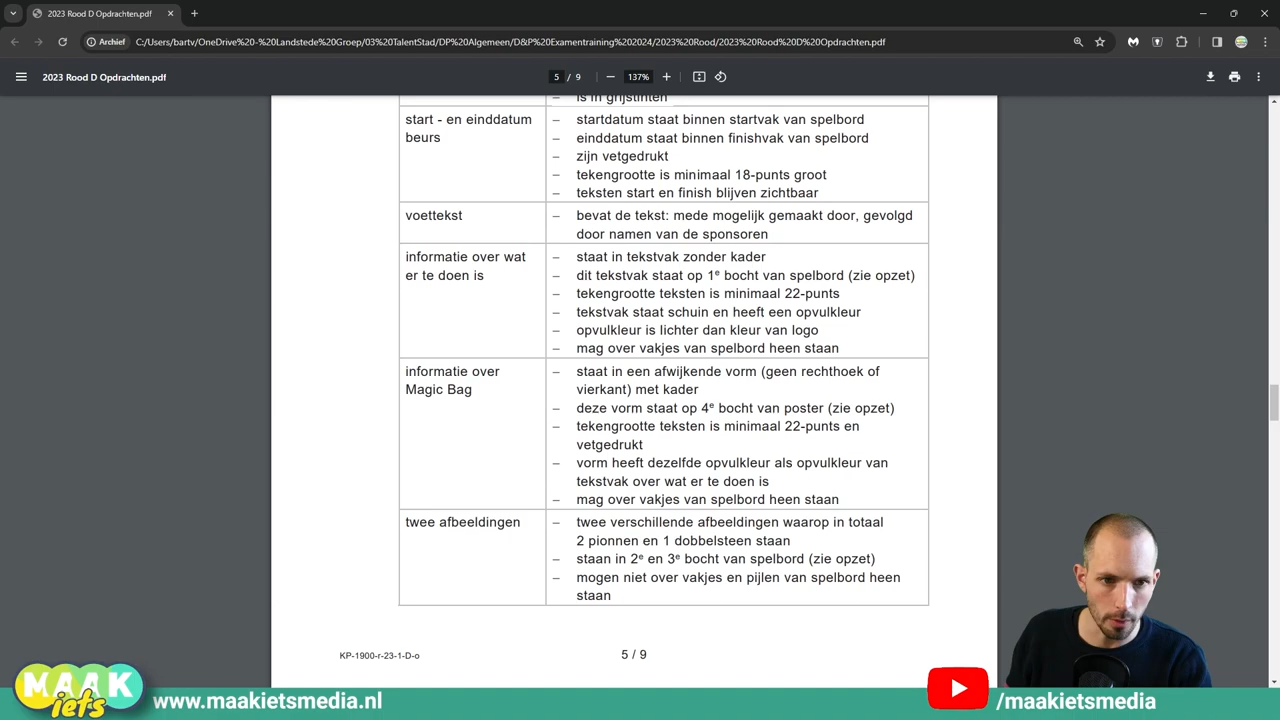 2023 Rood D Opdrachten.pdf
Archief
C:/Users/bartv/OneDrive%20-%20Landstede%20Groep/03%20TalentStad/DP%20Algemeen/D&P%20Examentraining%202024/2023%20Rood/2023%20Rood%20D%20Opdrachten.pdf
2023 Rood D Opdrachten.pdf
5 / 9
137%
is in grijstinten
start - en einddatum
beurs
– startdatum staat binnen startvak van spelbord
– einddatum staat binnen finishvak van spelbord
– zijn vetgedrukt
– tekengrootte is minimaal 18-punts groot
– teksten start en finish blijven zichtbaar
voettekst
– bevat de tekst: mede mogelijk gemaakt door, gevolgd
door namen van de sponsoren
informatie over wat
er te doen is
– staat in tekstvak zonder kader
– dit tekstvak staat op 1e bocht van spelbord (zie opzet)
– tekengrootte teksten is minimaal 22-punts
– tekstvak staat schuin en heeft een opvulkleur
– opvulkleur is lichter dan kleur van logo
– mag over vakjes van spelbord heen staan
informatie over
Magic Bag
– staat in een afwijkende vorm (geen rechthoek of
vierkant) met kader
– deze vorm staat op 4e bocht van poster (zie opzet)
– tekengrootte teksten is minimaal 22-punts en
vetgedrukt
– vorm heeft dezelfde opvulkleur als opvulkleur van
tekstvak over wat er te doen is
– mag over vakjes van spelbord heen staan
twee afbeeldingen
– twee verschillende afbeeldingen waarop in totaal
2 pionnen en 1 dobbelsteen staan
– staan in 2e en 3e bocht van spelbord (zie opzet)
– mogen niet over vakjes en pijlen van spelbord heen
staan
KP-1900-r-23-1-D-o
5 / 9
MAAK
iets
www.maakietsmedia.nl
/maakietsmedia